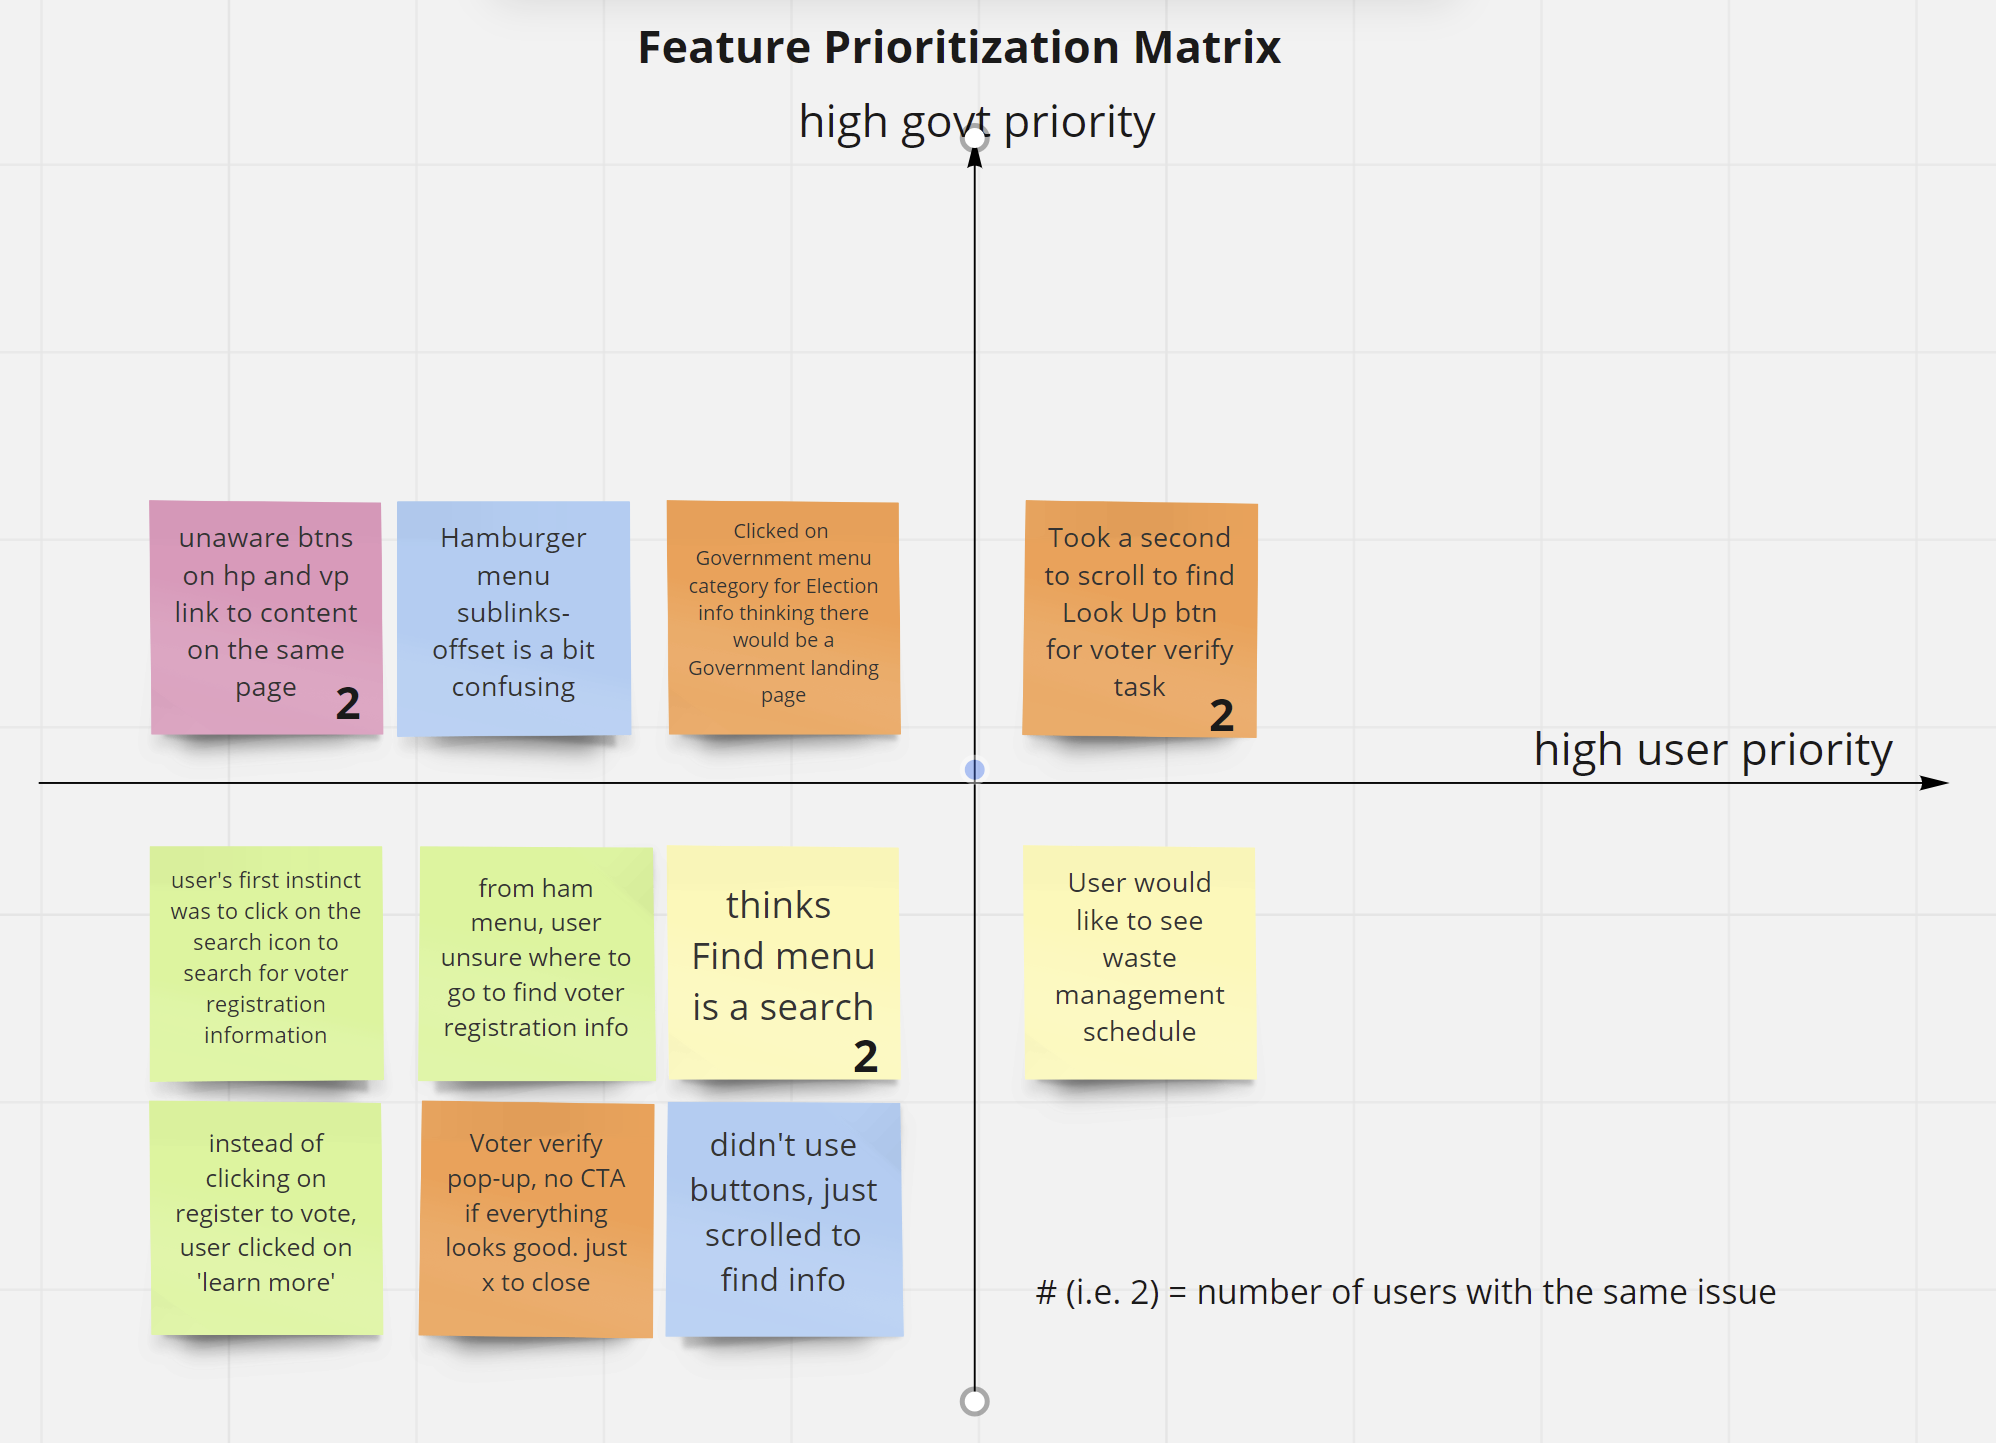 Feature Prioritization Matrix
high govt priority
unaware btns
on hp and vp
link to content
on the same
page
2
Hamburger
menu
sublinks-
offset is a bit
confusing
Clicked on
Government menu
category for Election
info thinking there
would be a
Government landing
page
Took a second
to scroll to find
Look Up btn
for voter verify
task
2
high user priority
user's first instinct
was to click on the
search icon to
search for voter
registration
information
from ham
menu, user
unsure where to
go to find voter
registration info
thinks
Find menu
is a search
2
User would
like to see
waste
management
schedule
instead of
clicking on
register to vote,
user clicked on
'learn more'
Voter verify
pop-up, no CTA
if everything
looks good. just
x to close
didn't use
buttons, just
scrolled to
find info
# (i.e. 2) = number of users with the same issue